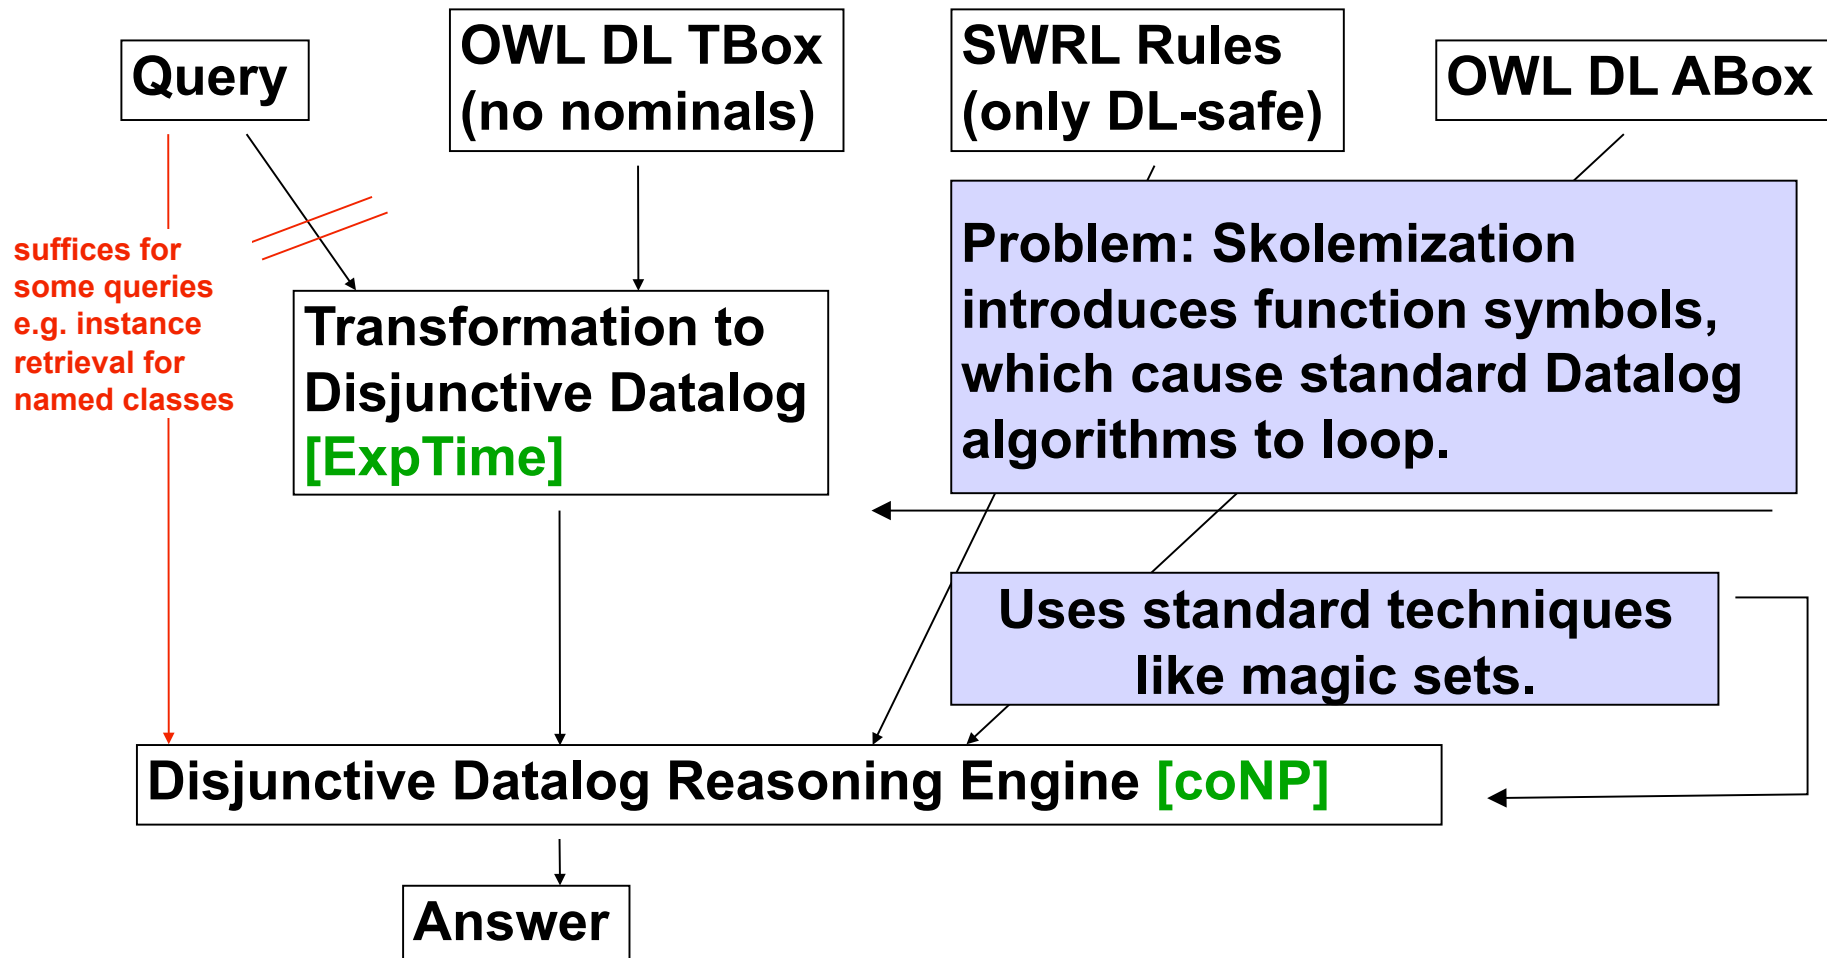 Query
OWL DL TBox
(no nominals)
SWRL Rules
(only DL-safe)
OWL DL ABox
suffices for
some queries
e.g. instance
retrieval for
named classes
Transformation to
Disjunctive Datalog
[ExpTime]
Problem: Skolemization
introduces function symbols,
which cause standard Datalog
algorithms to loop.
Uses standard techniques
like magic sets.
Disjunctive Datalog Reasoning Engine [coNP]
Answer